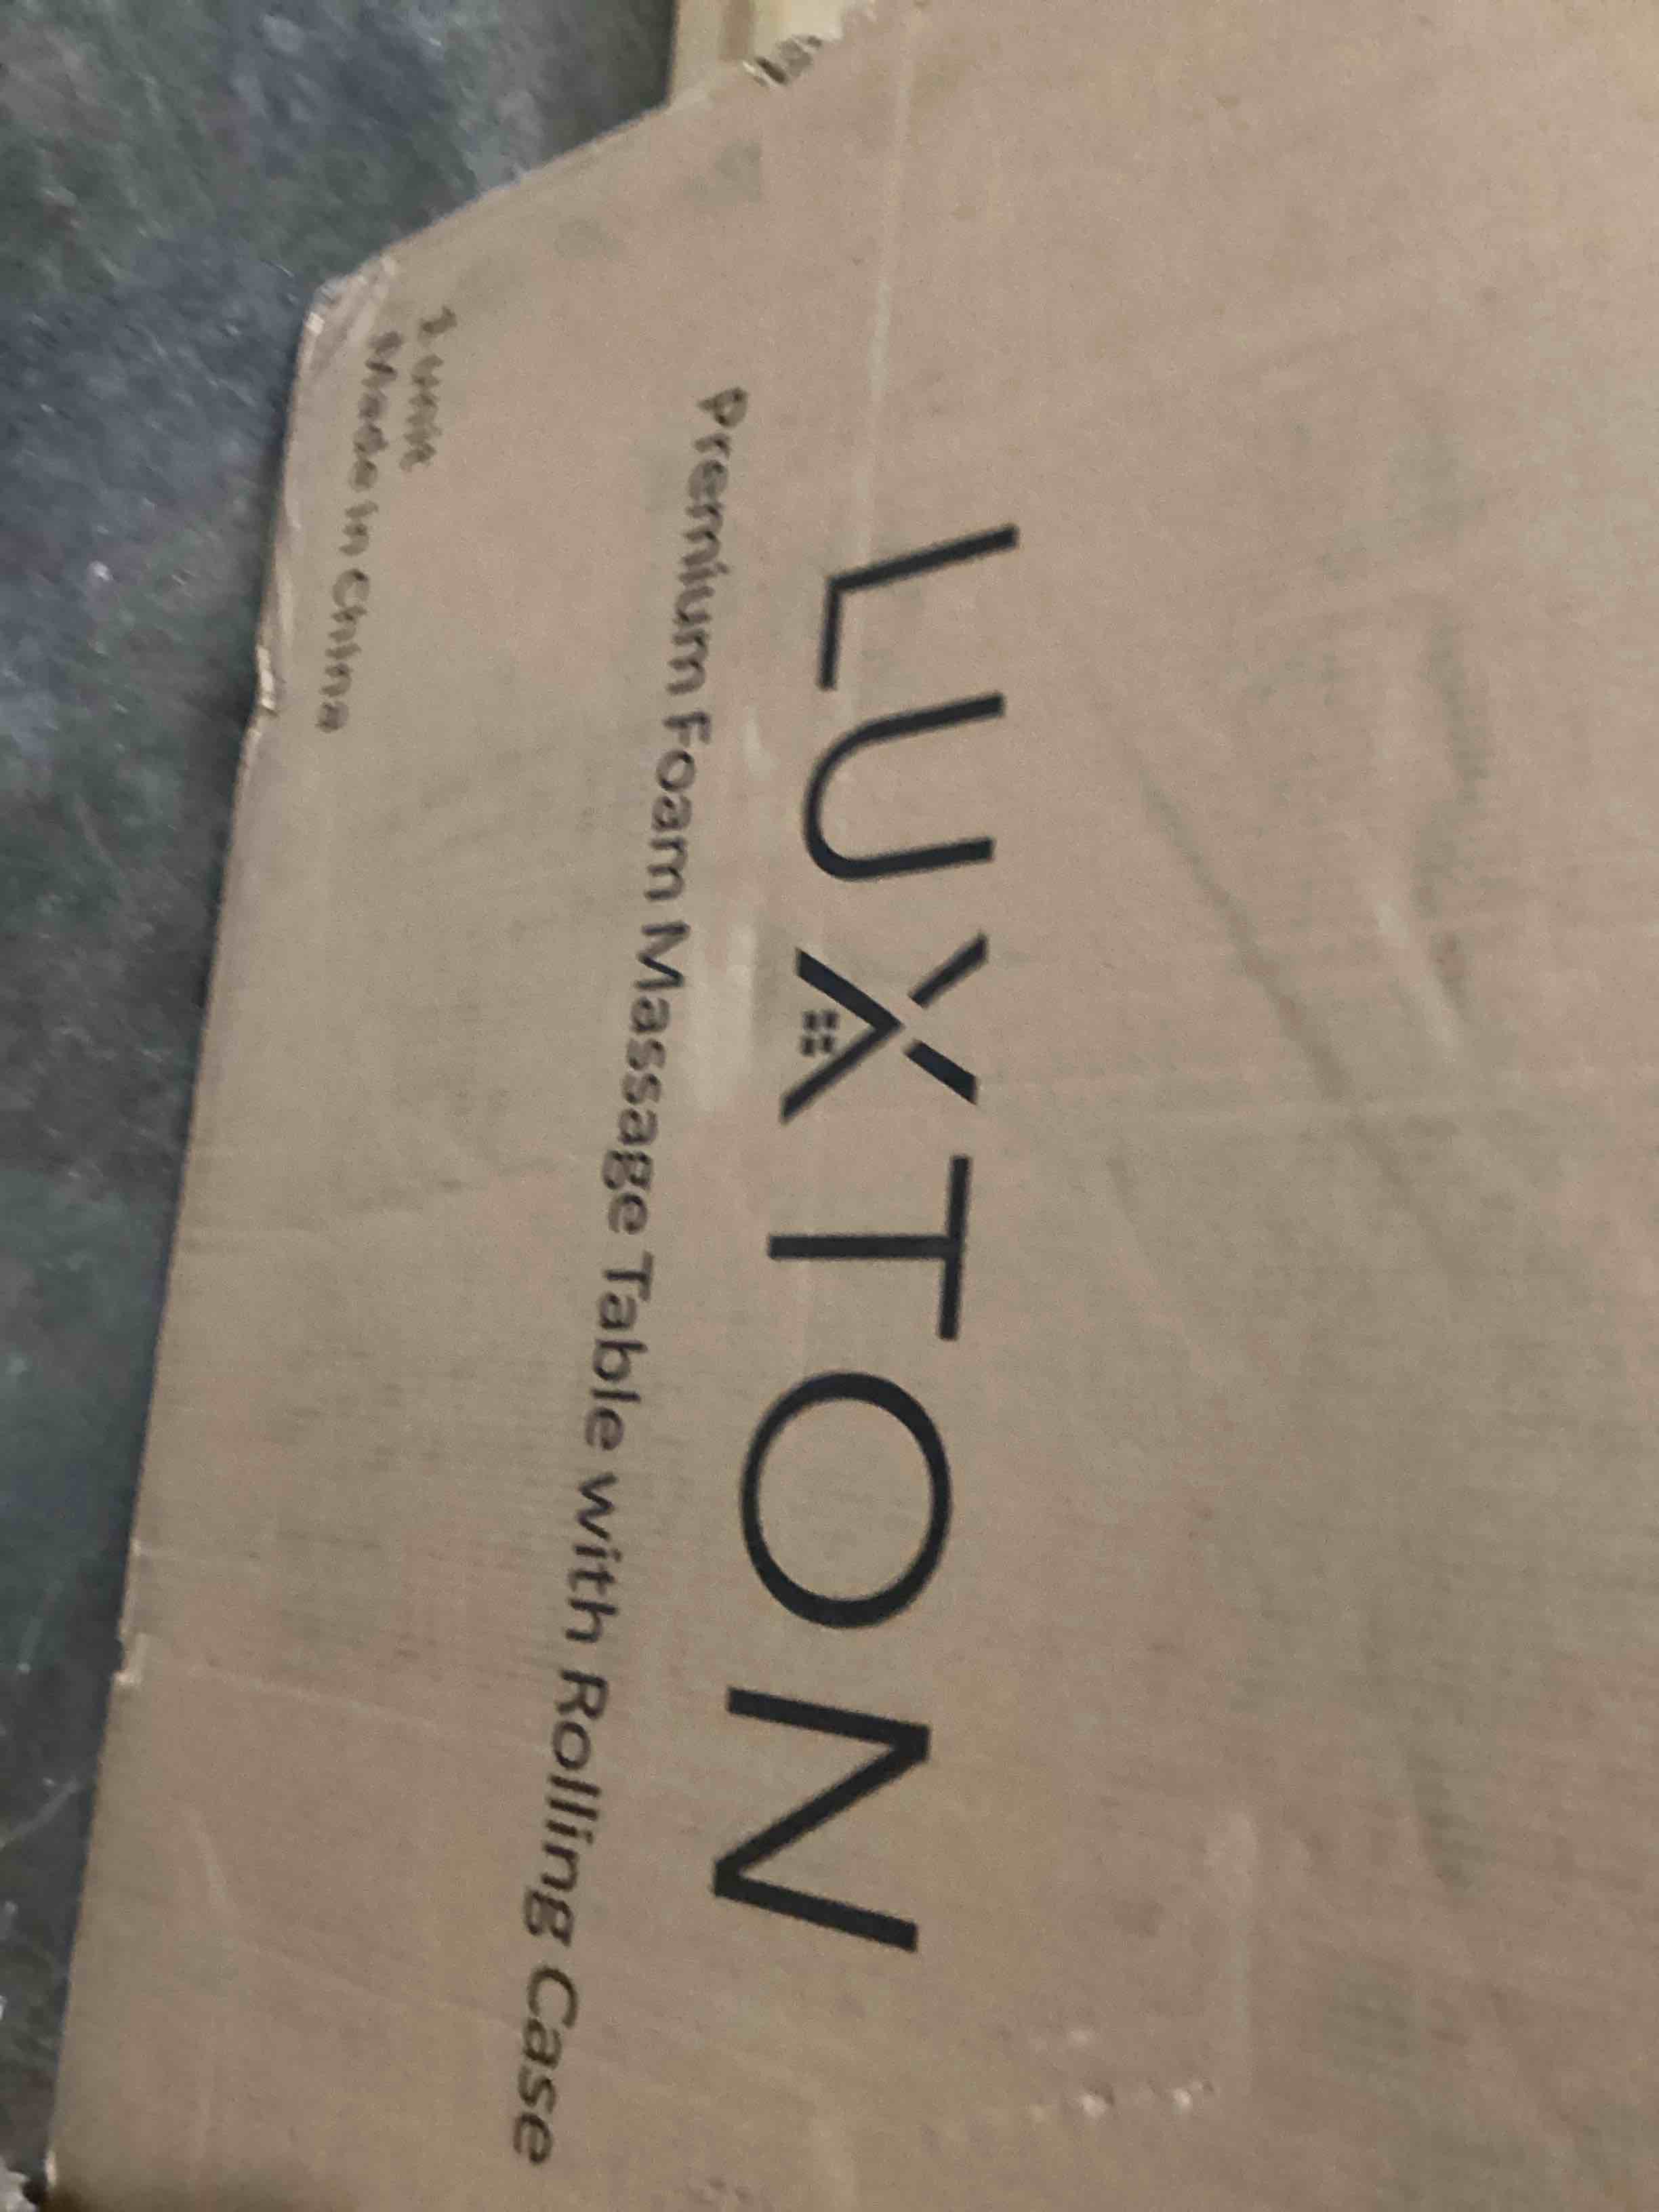 LUXTON
Premium Foam Massage Table with Rolling Case
1 unit
Made in China